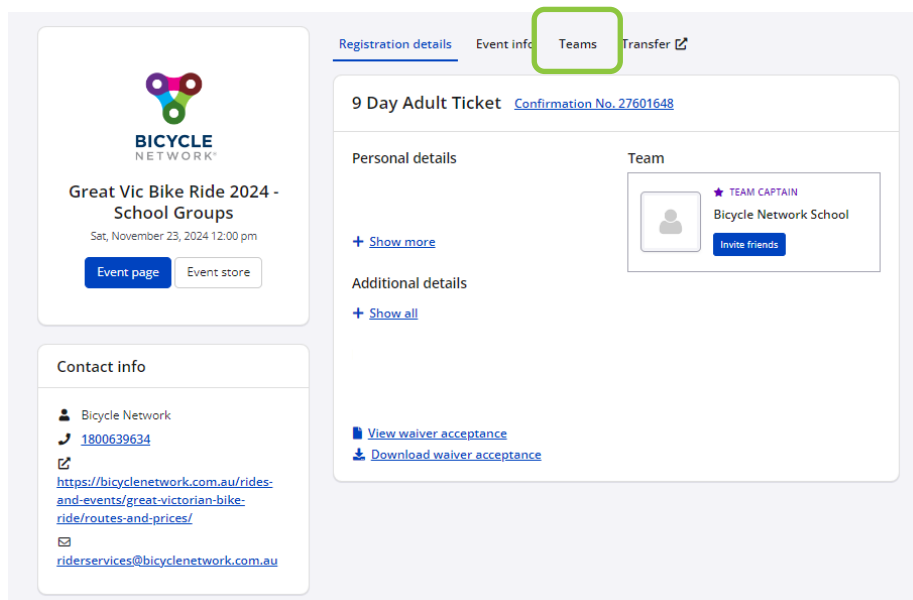 Registration details Event info Teams Transfer
BICYCLE
NETWORK
Great Vic Bike Ride 2024 -
School Groups
Sat, November 23, 2024 12:00 pm
Event page Event store
Contact info
Bicycle Network
1800639634
https://bicyclenetwork.com.au/rides-
and-events/great-victorian-bike-
ride/routes-and-prices/
riderservices@bicyclenetwork.com.au
9 Day Adult Ticket Confirmation No. 27601648
Personal details
+ Show more
Additional details
+ Show all
View waiver acceptance
Download waiver acceptance
Team
TEAM CAPTAIN
Bicycle Network School
Invite friends